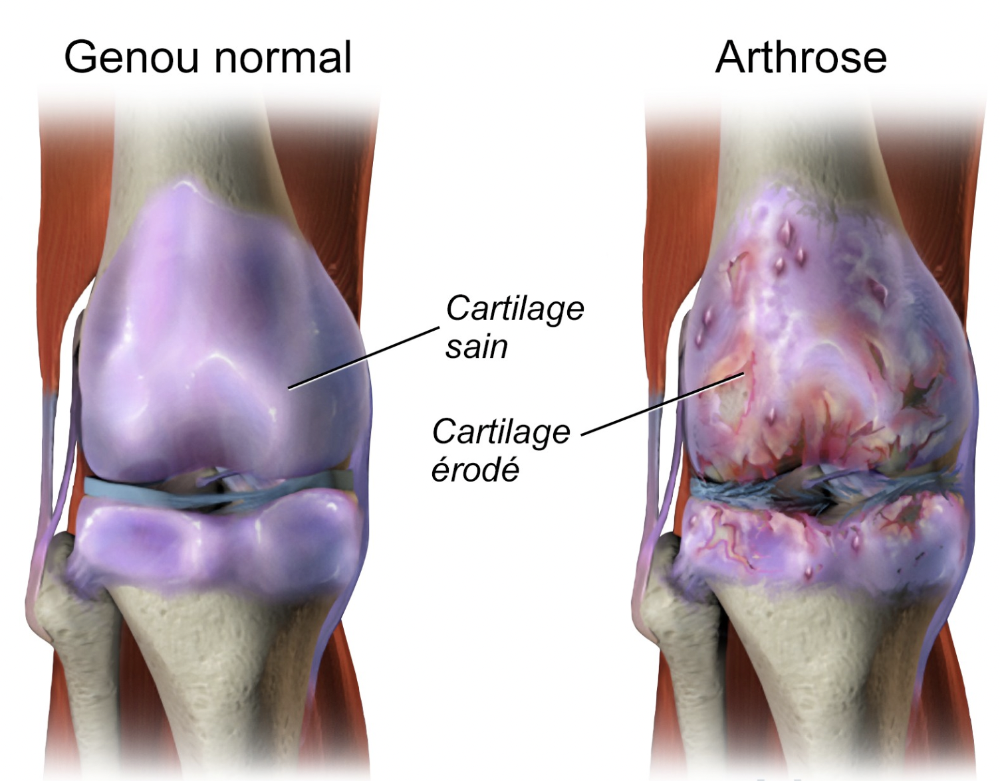 Genou normal
Arthrose
Cartilage
sain
Cartilage
érodé